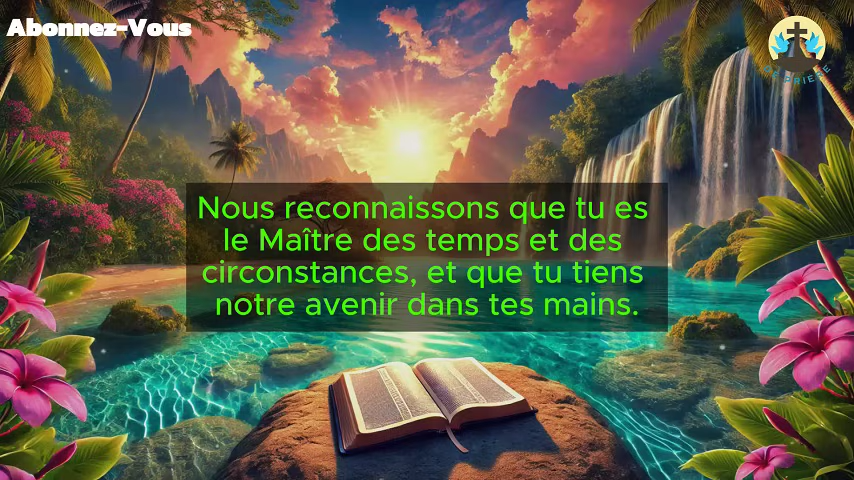 Abonnez-Vous
Nous reconnaissons que tu es
le Maître des temps et des
circonstances, et que tu tiens
notre avenir dans tes mains.